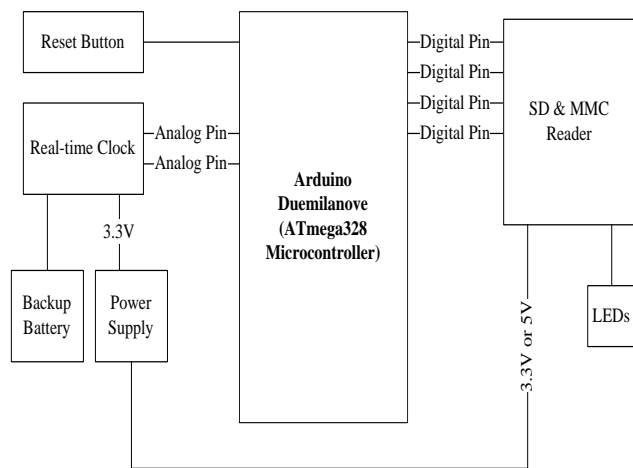 Reset Button
Digital Pin
Digital Pin
Digital Pin
Digital Pin
SD & MMC
Reader
Real-time Clock
Analog Pin
Analog Pin
Arduino
Duemilanove
(ATmega328
Microcontroller)
3.3V
Backup
Battery
Power
Supply
3.3V or 5V
LEDs